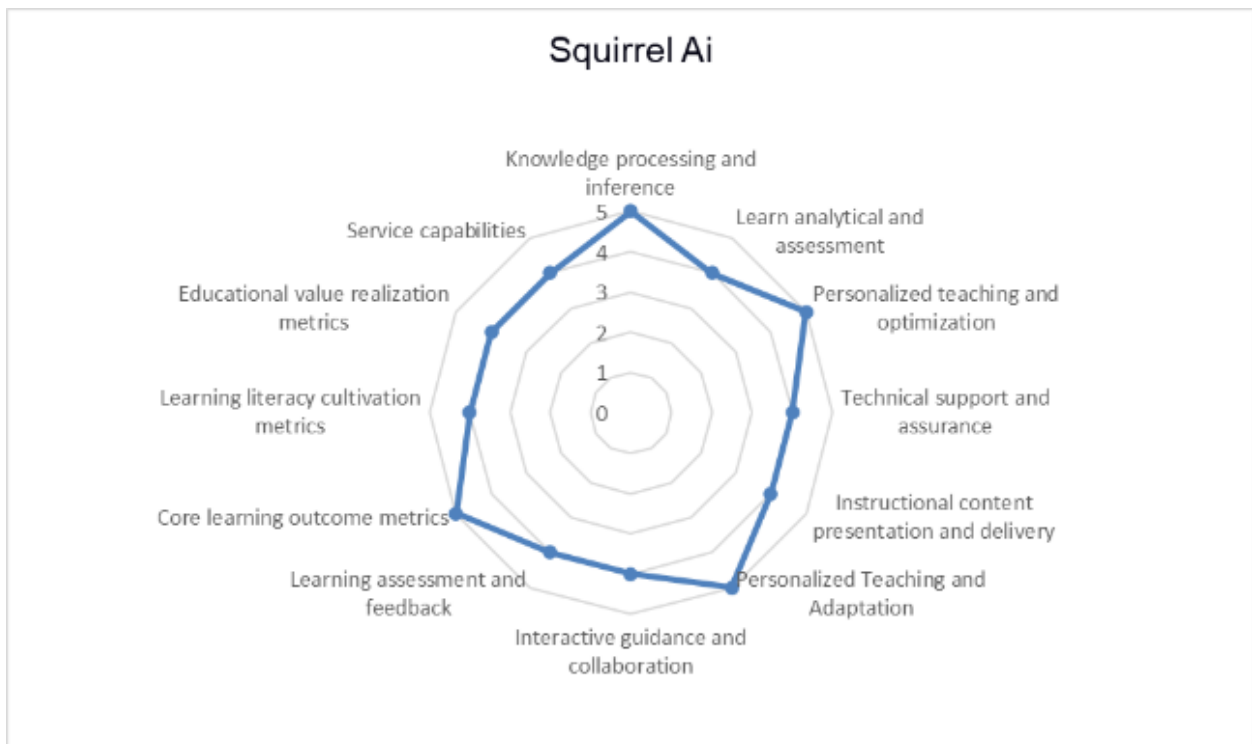 Squirrel Ai
Knowledge processing and
inference
Learn analytical and
assessment
Personalized teaching and
optimization
Technical support and
assurance
Instructional content
presentation and delivery
Personalized Teaching and
Adaptation
Interactive guidance and
collaboration
Learning assessment and
feedback
Core learning outcome metrics
Learning literacy cultivation
metrics
Educational value realization
metrics
Service capabilities
5
4
3
2
1
0